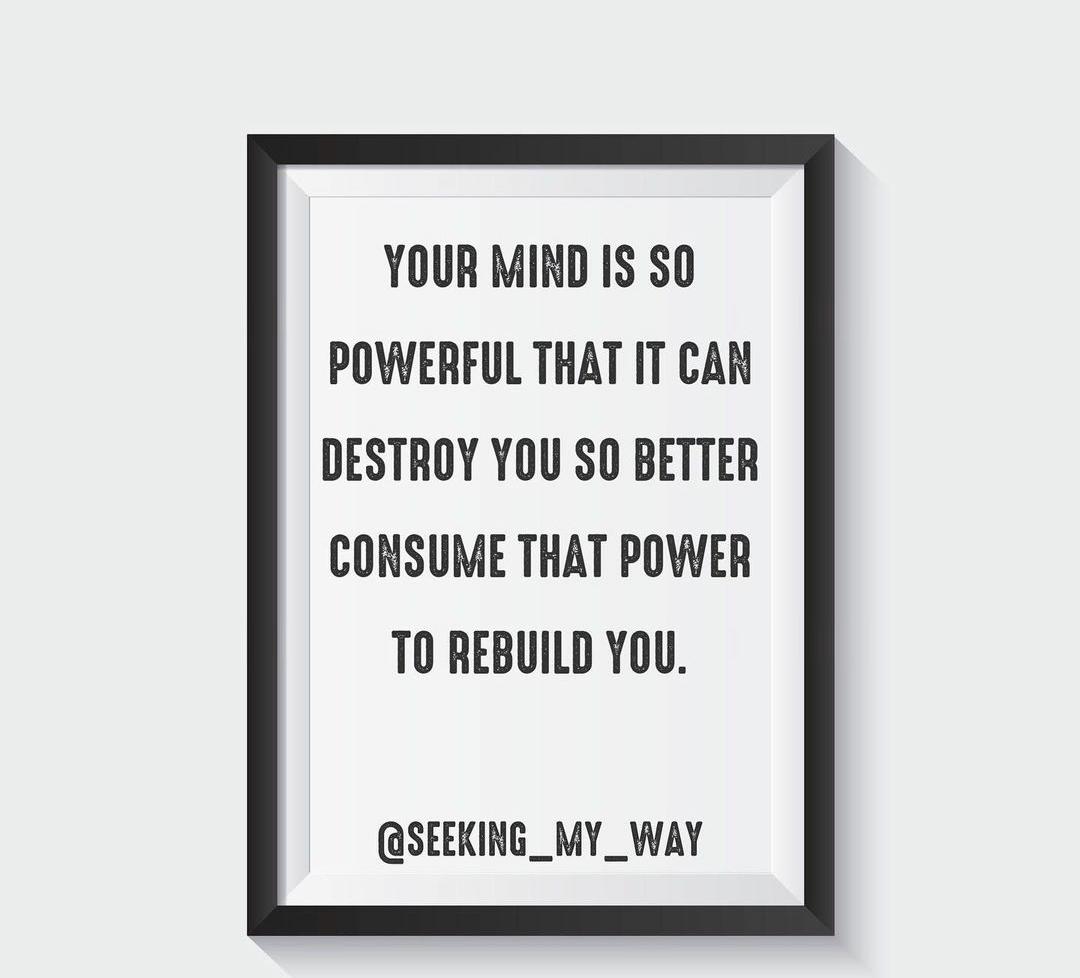 YOUR MIND IS SO
POWERFUL THAT IT CAN
DESTROY YOU SO BETTER
CONSUME THAT POWER
TO REBUILD YOU.
@SEEKING_MY_WAY